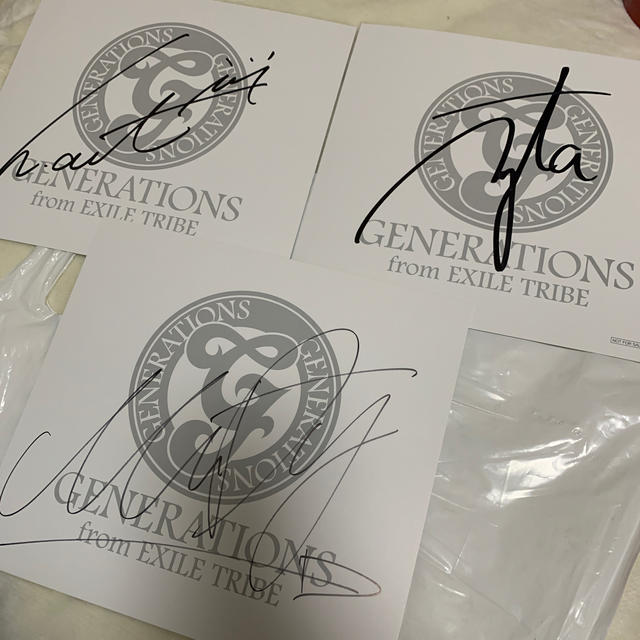 GENERATIONS
GENERATIONS
GENERATIONS
from EXILE TRIBE
GENERATIONS
GENERATIONS
GENERATIONS
from EXILE TRIBE
NOT FOR SALE
GENERATIONS
GENERATIONS
GENERATIONS
from EXILE TRIBE